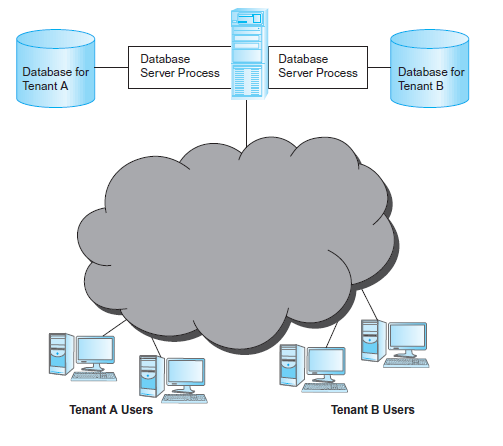 Database for
Tenant A
Database
Server Process
Database
Server Process
Database for
Tenant B
Tenant A Users
Tenant B Users